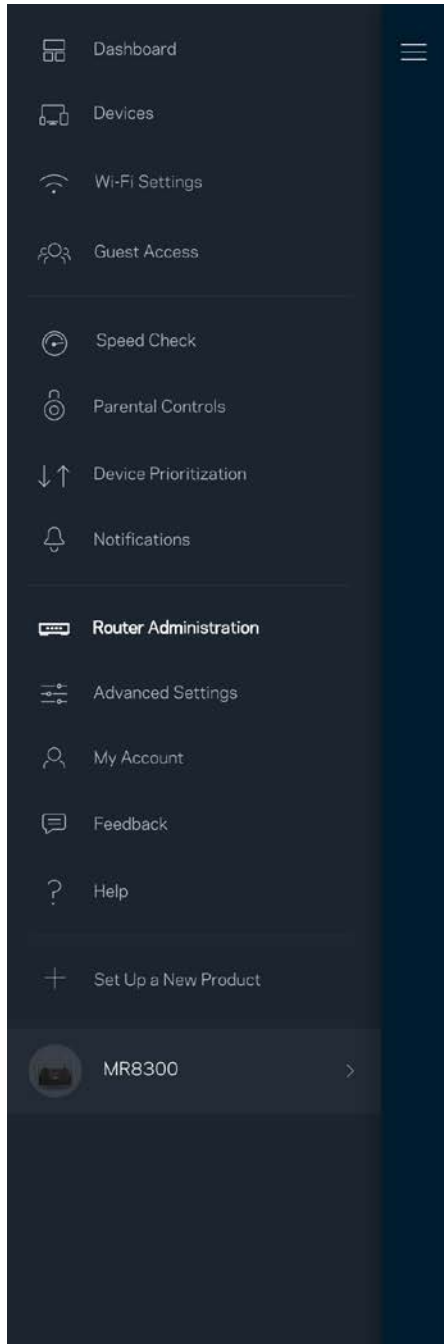 Dashboard
Devices
Wi-Fi Settings
Guest Access
Speed Check
Parental Controls
Device Prioritization
Notifications
Router Administration
Advanced Settings
My Account
Feedback
Help
Set Up a New Product
MR8300